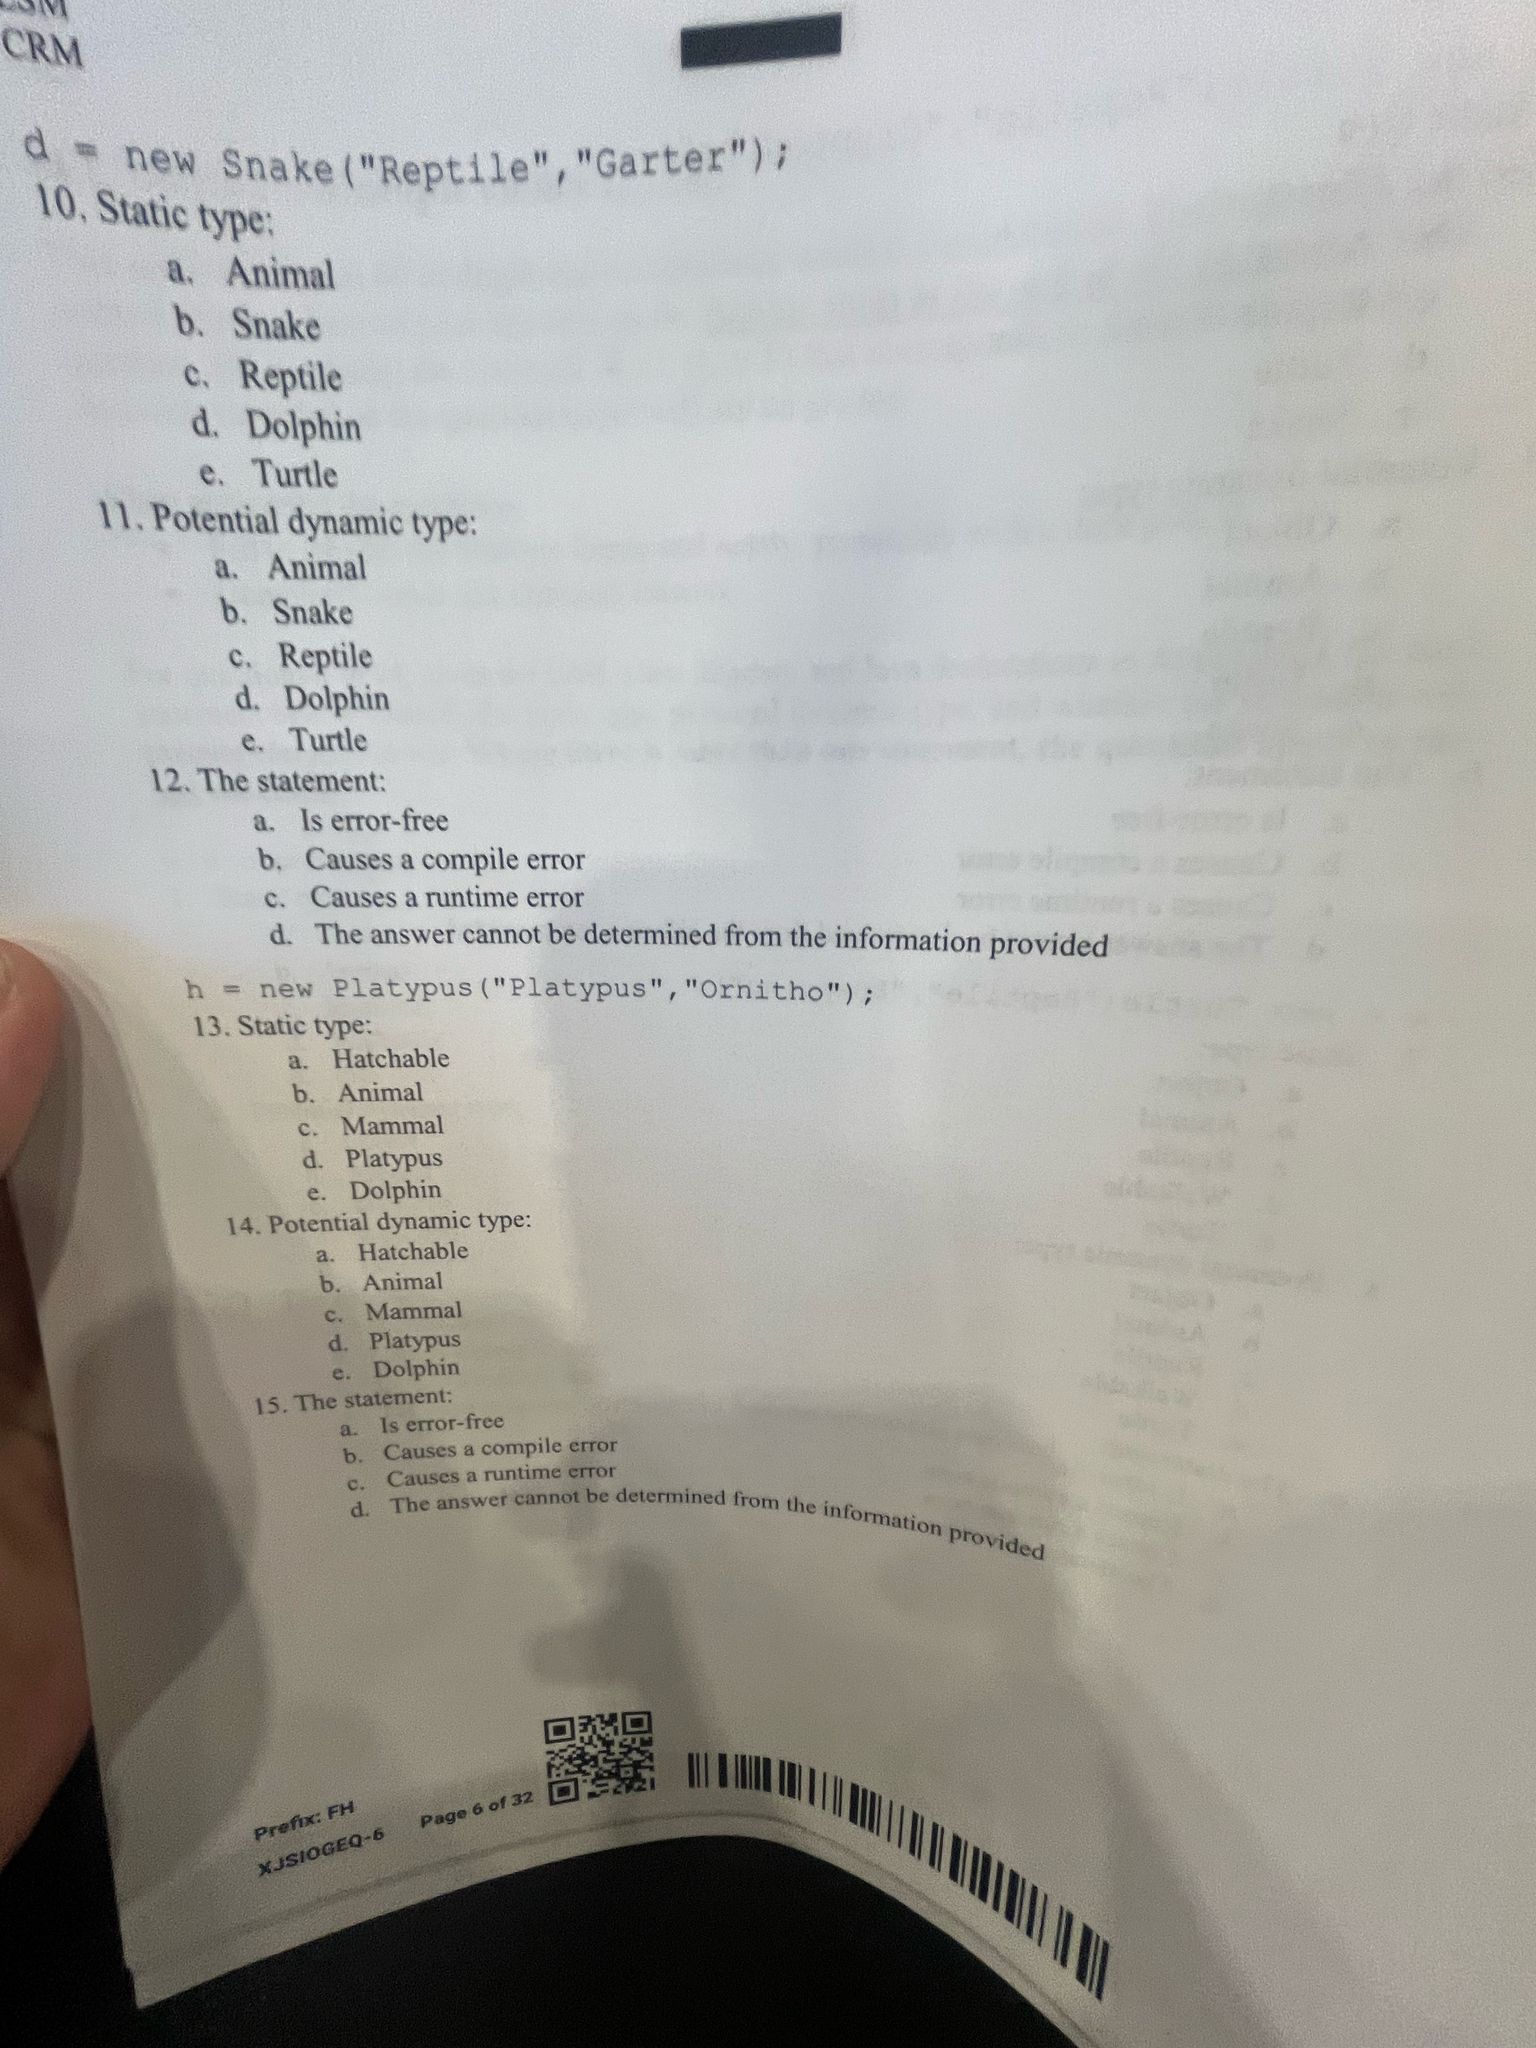 CRM
d = new Snake("Reptile","Garter");
10. Static type:
a. Animal
b. Snake
c. Reptile
d. Dolphin
e. Turtle
11. Potential dynamic type:
a. Animal
b. Snake
c. Reptile
d. Dolphin
e. Turtle
12. The statement:
a. Is error-free
b. Causes a compile error
c. Causes a runtime error
d. The answer cannot be determined from the information provided
h = new Platypus("Platypus","Ornitho");
13. Static type:
a. Hatchable
b. Animal
c. Mammal
d. Platypus
e. Dolphin
14. Potential dynamic type:
a. Hatchable
b. Animal
c. Mammal
d. Platypus
e. Dolphin
15. The statement:
a. Is error-free
b. Causes a compile error
c. Causes a runtime error
d. The answer cannot be determined from the information provided
Prefix: FH
XJSIOGEQ-6 Page 6 of 32